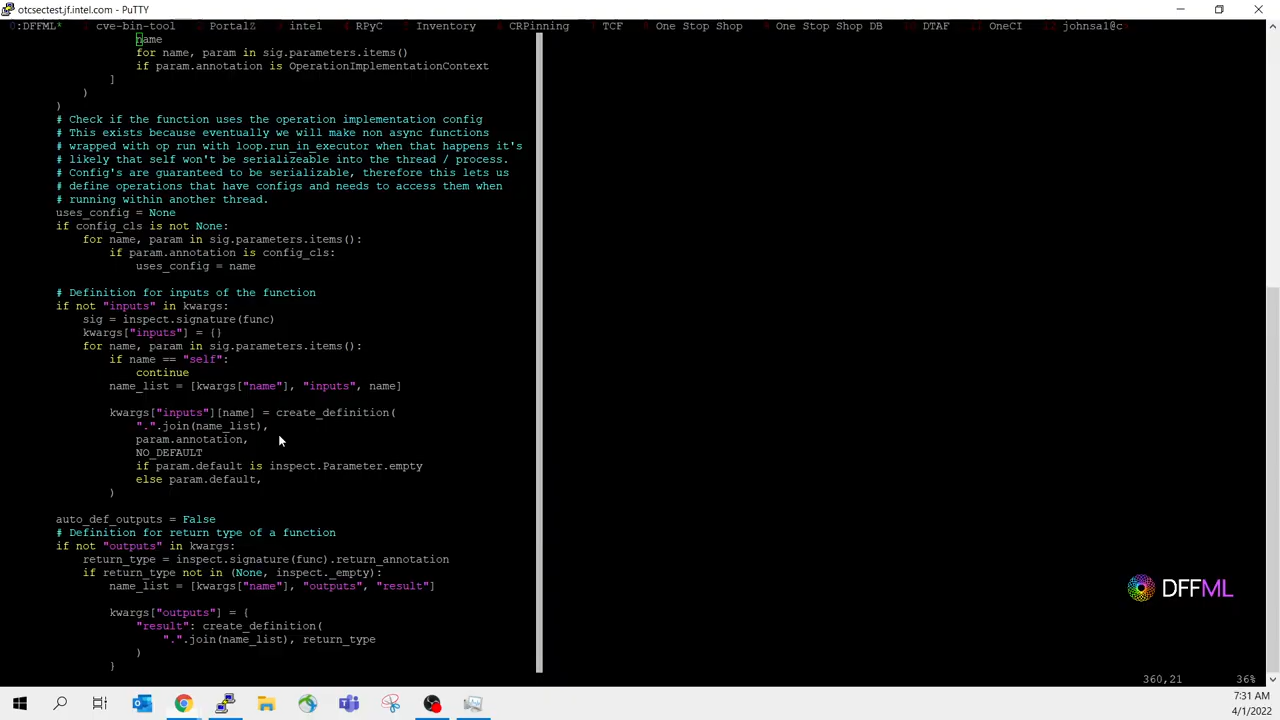 otcsectest.jf.intel.com - PuTTY
0:DFFML* cve-bin-tool PortalZ intel RPyC Inventory CRPinning TCF One Stop Shop One Stop Shop DB DTAF OneCI johnsa1@c
name
for name, param in sig.parameters.items()
if param.annotation is OperationImplementationContext
]
)
)
# Check if the function uses the operation implementation config
# This exists because eventually we will make non async functions
# wrapped with op run with loop.run_in_executor when that happens it's
# likely that self won't be serializeable into the thread / process.
# Config's are guaranteed to be serializable, therefore this lets us
# define operations that have configs and needs to access them when
# running within another thread.
uses_config = None
if config_cls is not None:
for name, param in sig.parameters.items():
if param.annotation is config_cls:
uses_config = name
# Definition for inputs of the function
if not "inputs" in kwargs:
sig = inspect.signature(func)
kwargs["inputs"] = {}
for name, param in sig.parameters.items():
if name == "self":
continue
name_list = [kwargs["name"], "inputs", name]
kwargs["inputs"][name] = create_definition(
".".join(name_list),
param.annotation,
NO_DEFAULT
if param.default is inspect.Parameter.empty
else param.default,
)
auto_def_outputs = False
# Definition for return type of a function
if not "outputs" in kwargs:
return_type = inspect.signature(func).return_annotation
if return_type not in (None, inspect._empty):
name_list = [kwargs["name"], "outputs", "result"]
kwargs["outputs"] = {
"result": create_definition(
".".join(name_list), return_type
)
}
DFFML
360,21 36%
7:31 AM
4/1/2022